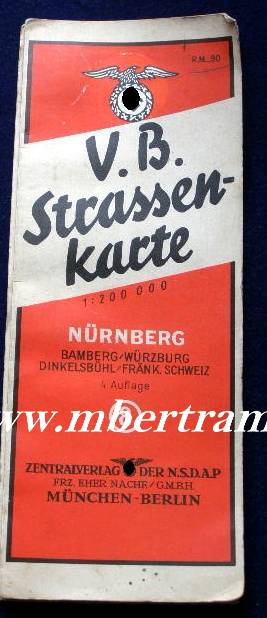 R.M. .90
V.B.
Strassen-
karte
1:200 000
NÜRNBERG
BAMBERG/WÜRZBURG
DINKELSBÜHL/FRÄNK. SCHWEIZ
4. Auflage
www.mbertram
ZENTRALVERLAG DER N.S.D.A.P
FRZ. EHER NACHF./G.M.B.H.
MÜNCHEN-BERLIN